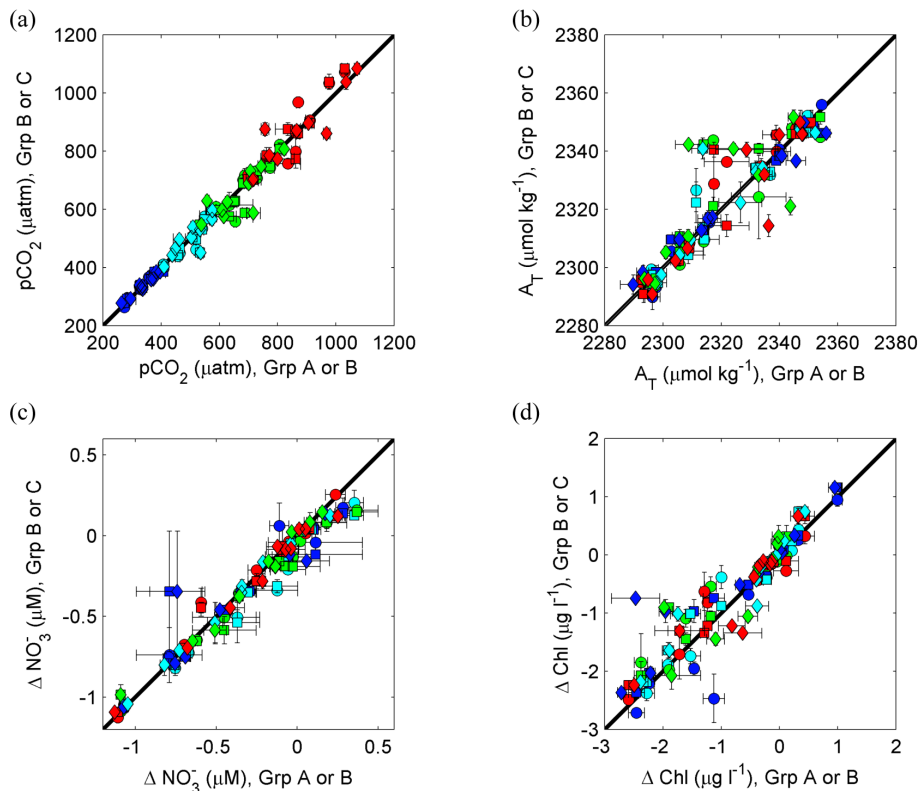 (a)
1200
1000
800
600
400
200
200 400 600 800 1000 1200
pCO₂ (µatm), Grp B or C
pCO₂ (µatm), Grp A or B
(b)
2380
2360
2340
2320
2300
2280
2280 2300 2320 2340 2360 2380
A_T (µmol kg⁻¹), Grp B or C
A_T (µmol kg⁻¹), Grp A or B
(c)
0.5
0
-0.5
-1
-1 -0.5 0 0.5
Δ NO₃⁻ (µM), Grp B or C
Δ NO₃⁻ (µM), Grp A or B
(d)
2
1
0
-1
-2
-3
-3 -2 -1 0 1 2
Δ Chl (µg l⁻¹), Grp B or C
Δ Chl (µg l⁻¹), Grp A or B